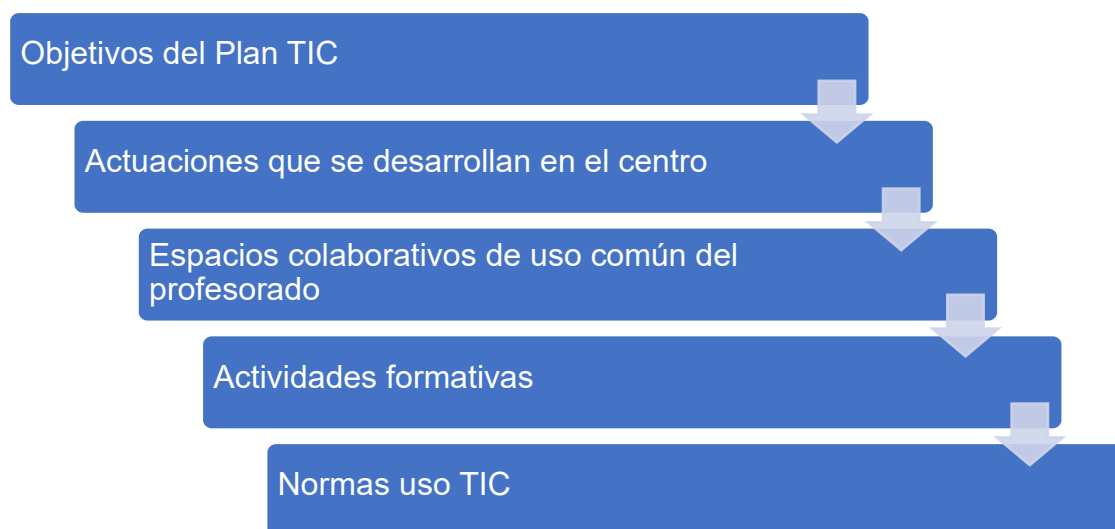 Objetivos del Plan TIC
Actuaciones que se desarrollan en el centro
Espacios colaborativos de uso común del
profesorado
Actividades formativas
Normas uso TIC